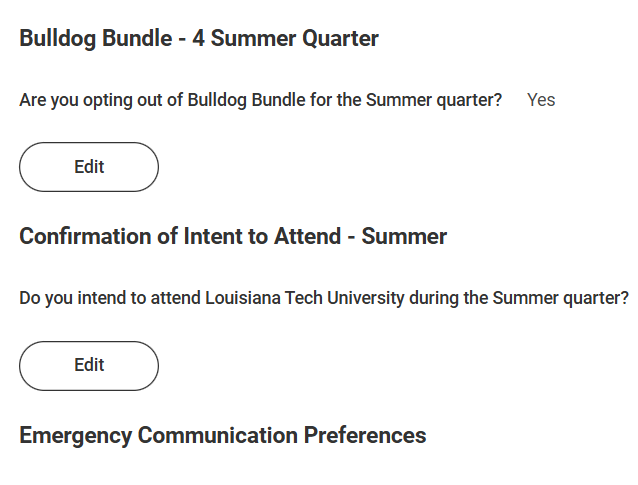 Bulldog Bundle - 4 Summer Quarter
Are you opting out of Bulldog Bundle for the Summer quarter? Yes
Edit
Confirmation of Intent to Attend - Summer
Do you intend to attend Louisiana Tech University during the Summer quarter?
Edit
Emergency Communication Preferences